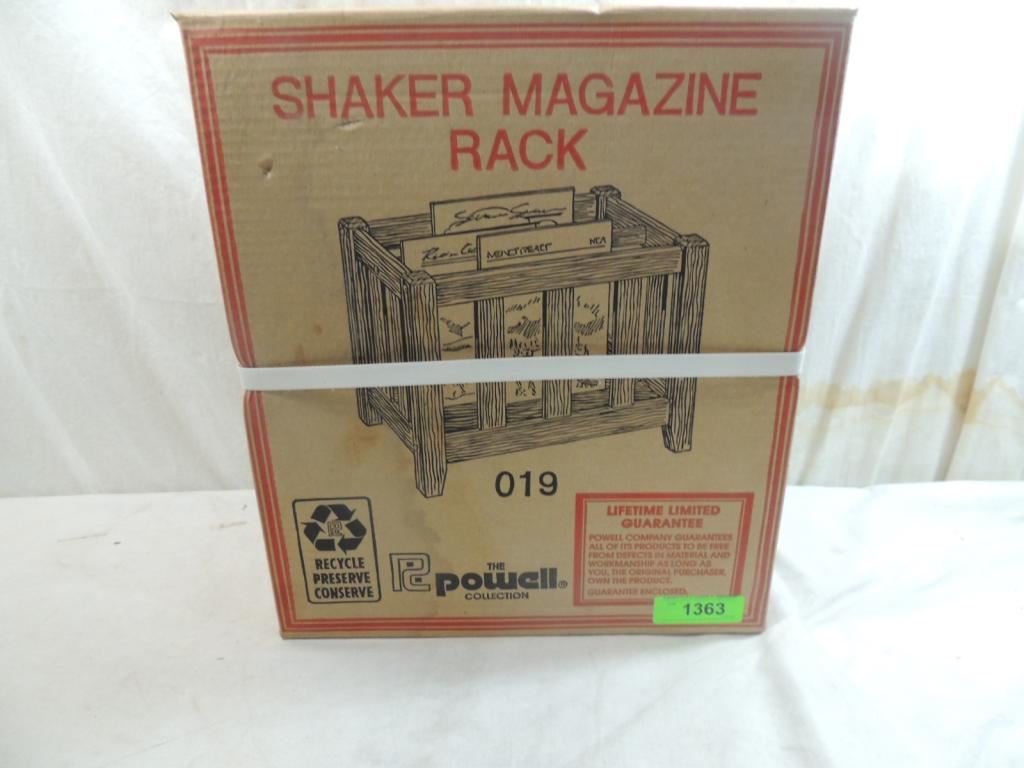 SHAKER MAGAZINE
RACK
NEA
019
RECYCLE
PRESERVE
CONSERVE
THE
powell®
COLLECTION
LIFETIME LIMITED
GUARANTEE
POWELL COMPANY GUARANTEES
ALL OF ITS PRODUCTS TO BE FREE
FROM DEFECTS IN MATERIAL AND
WORKMANSHIP AS LONG AS
YOU, THE ORIGINAL PURCHASER,
OWN THE PRODUCT.
GUARANTEE ENCLOSED.
1363